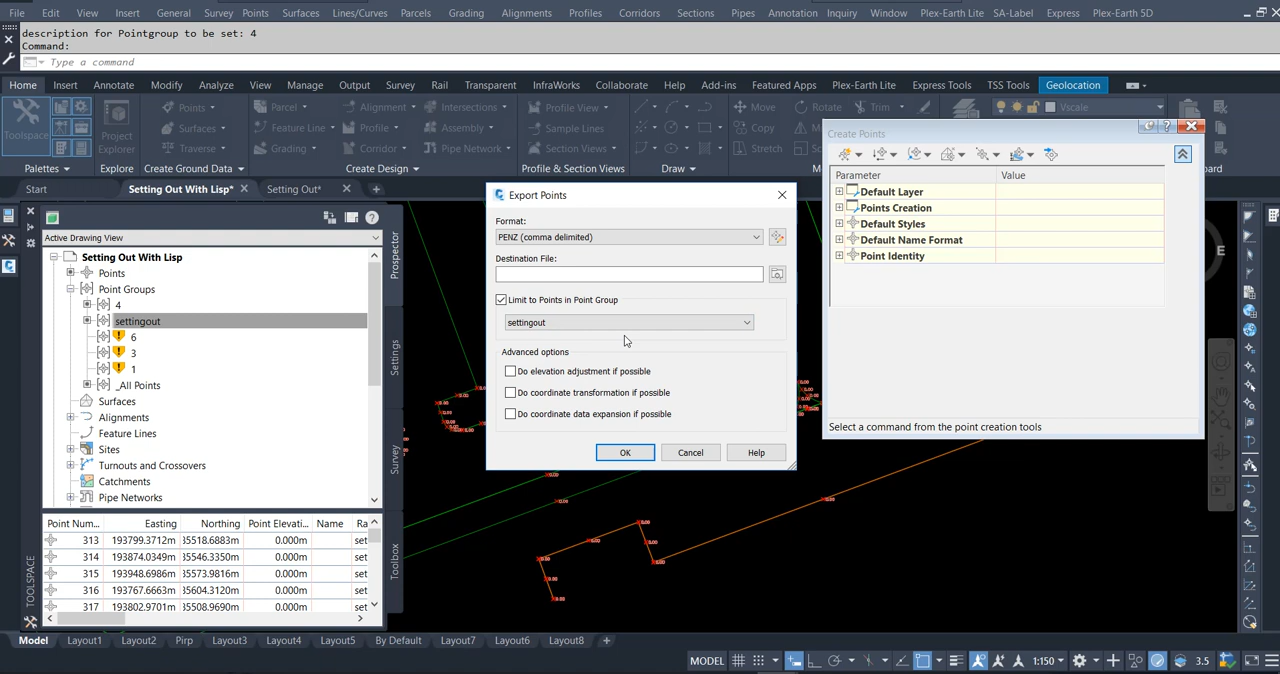 File Edit View Insert General Survey Points Surfaces Lines/Curves Parcels Grading Alignments Profiles Corridors Sections Pipes Annotation Inquiry Window Plex-Earth Lite SA-Label Express Plex-Earth 5D
description for Pointgroup to be set: 4
Command:
Type a command
Home Insert Annotate Modify Analyze View Manage Output Survey Rail Transparent InfraWorks Collaborate Help Add-ins Featured Apps Plex-Earth Lite Express Tools TSS Tools Geolocation
Points Parcel Alignment Intersections Profile View Move Rotate Trim Vscale
Toolspace Project Explorer Surfaces Feature Line Profile Assembly Sample Lines Copy
Traverse Grading Corridor Pipe Network Section Views Stretch
Palettes Explore Create Ground Data Create Design Profile & Section Views Draw
Start Setting Out With Lisp* Setting Out*
Active Drawing View
Setting Out With Lisp
Points
Point Groups
4
settingout
6
3
1
_All Points
Surfaces
Alignments
Feature Lines
Sites
Turnouts and Crossovers
Catchments
Pipe Networks
Prospector
Settings
Survey
Toolbox
TOOLSPACE
Point Num... Easting Northing Point Elevati... Name Ra
313 193799.3712m 35518.6883m 0.000m set
314 193874.0349m 35546.3350m 0.000m set
315 193948.6986m 35573.9816m 0.000m set
316 193767.6663m 35604.3120m 0.000m set
317 193802.9701m 35508.9690m 0.000m set
Export Points
Format:
PENZ (comma delimited)
Destination File:
Limit to Points in Point Group
settingout
Advanced options
Do elevation adjustment if possible
Do coordinate transformation if possible
Do coordinate data expansion if possible
OK Cancel Help
Create Points
Parameter Value
Default Layer
Points Creation
Default Styles
Default Name Format
Point Identity
Select a command from the point creation tools
E
Model Layout1 Layout2 Pirp Layout3 Layout4 Layout5 By Default Layout7 Layout6 Layout8
MODEL 1:150 3.5